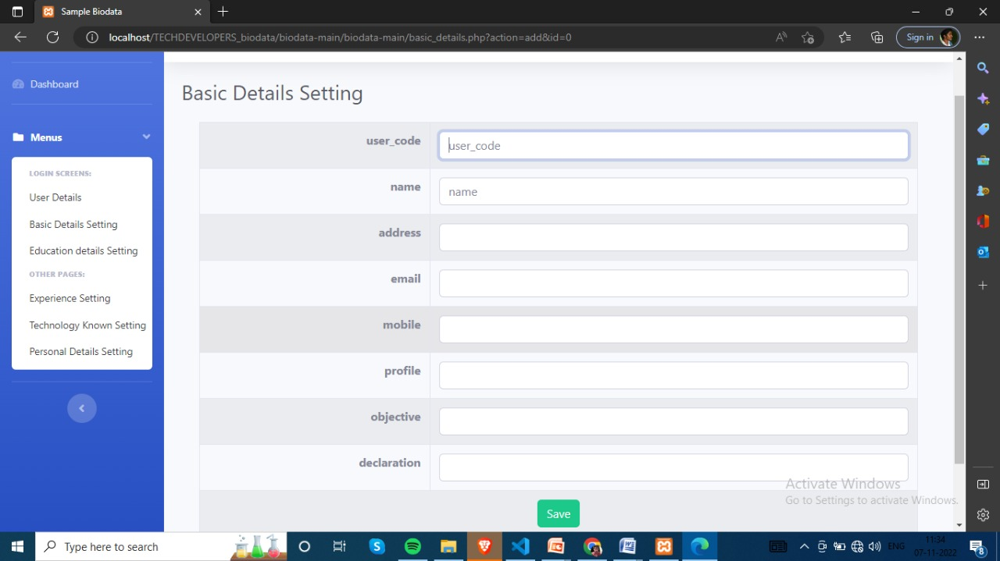 Sample Biodata
localhost/TECHDEVELOPERS_biodata/biodata-main/biodata-main/basic_details.php?action=add&id=0
Sign in
Dashboard
Menus
LOGIN SCREENS:
User Details
Basic Details Setting
Education details Setting
OTHER PAGES:
Experience Setting
Technology Known Setting
Personal Details Setting
Basic Details Setting
user_code user_code
name name
address
email
mobile
profile
objective
declaration
Save
Activate Windows
Go to Settings to activate Windows.
Type here to search
ENG
11:34
07-11-2022
8